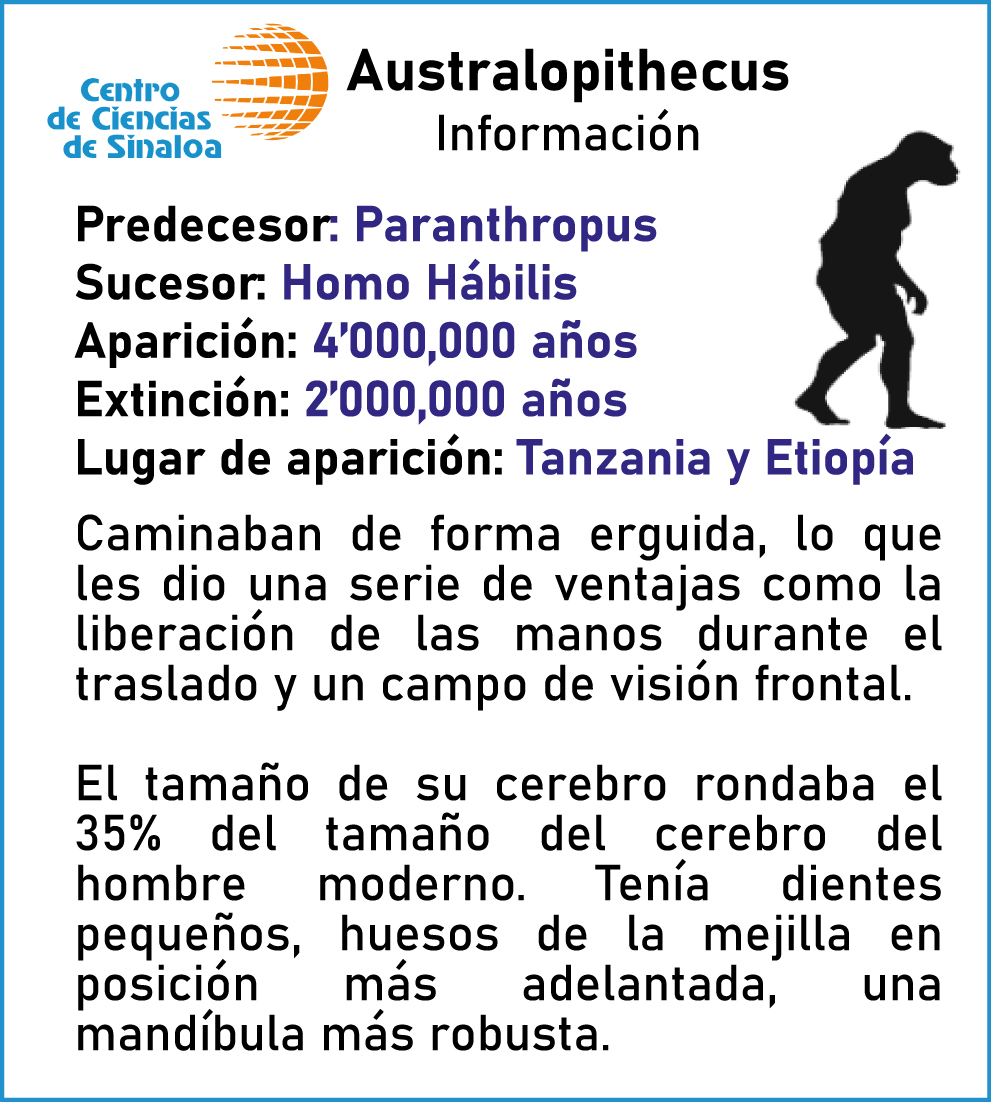 Centro
de Ciencias
de Sinaloa
Australopithecus
Información
Predecesor: Paranthropus
Sucesor: Homo Hábilis
Aparición: 4’000,000 años
Extinción: 2’000,000 años
Lugar de aparición: Tanzania y Etiopía
Caminaban de forma erguida, lo que
les dio una serie de ventajas como la
liberación de las manos durante el
traslado y un campo de visión frontal.
El tamaño de su cerebro rondaba el
35% del tamaño del cerebro del
hombre moderno. Tenía dientes
pequeños, huesos de la mejilla en
posición más adelantada, una
mandíbula más robusta.